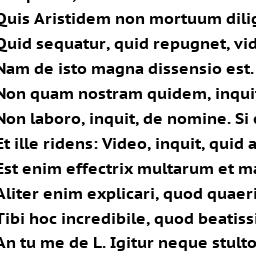 Quis Aristidem non mortuum dilig
Quid sequatur, quid repugnet, vid
Nam de isto magna dissensio est.
Non quam nostram quidem, inquit
Non laboro, inquit, de nomine. Si
Et ille ridens: Video, inquit, quid a
Est enim effectrix multarum et ma
Aliter enim explicari, quod quaeri
Tibi hoc incredibile, quod beatissi
An tu me de L. Igitur neque stulto